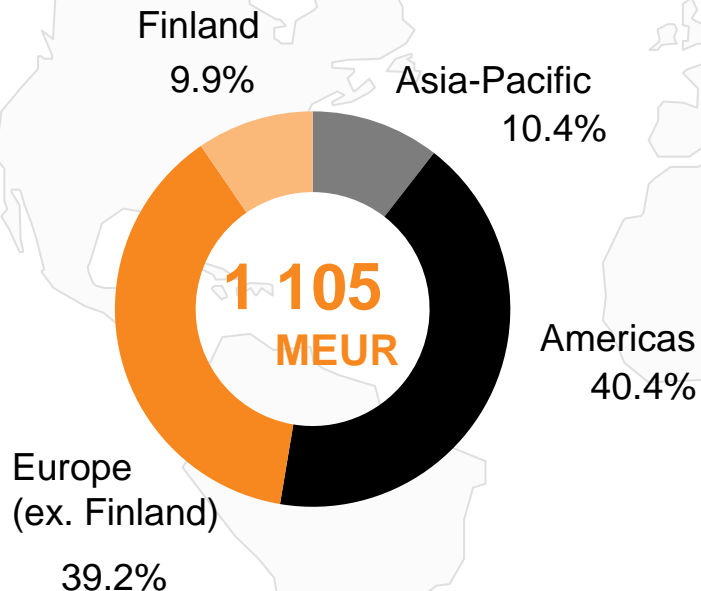 Finland
9.9%
Asia-Pacific
10.4%
1 105
MEUR
Americas
40.4%
Europe
(ex. Finland)
39.2%